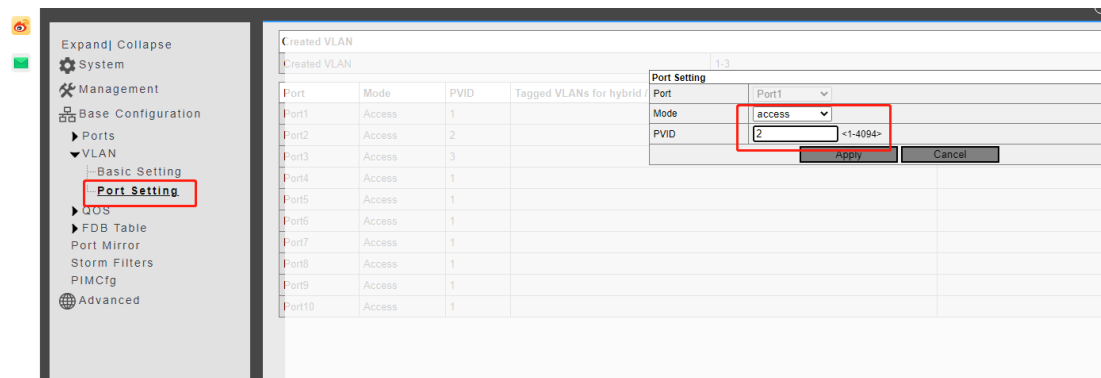 Expand| Collapse
System
Management
Base Configuration
Ports
VLAN
Basic Setting
Port Setting
QOS
FDB Table
Port Mirror
Storm Filters
PIMCfg
Advanced
Created VLAN
Created VLAN 1-3
Port Mode PVID Tagged VLANs for hybrid /
Port1 Access 1
Port2 Access 2
Port3 Access 3
Port4 Access 1
Port5 Access 1
Port6 Access 1
Port7 Access 1
Port8 Access 1
Port9 Access 1
Port10 Access 1
Port Setting
Port Port1
Mode access
PVID 2 <1-4094>
Apply Cancel